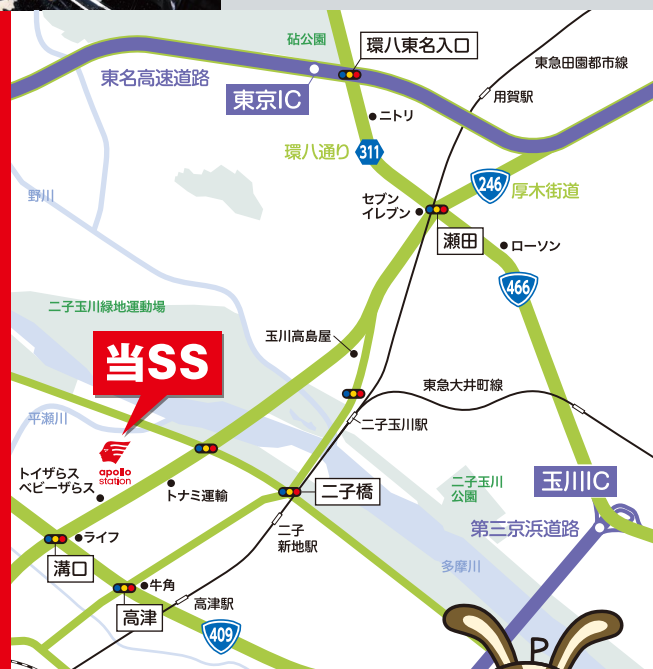 砧公園
環八東名入口
東急田園都市線
東名高速道路
東京IC
用賀駅
ニトリ
環八通り
311
246
厚木街道
セブン
イレブン
野川
瀬田
ローソン
466
二子玉川緑地運動場
玉川高島屋
当SS
東急大井町線
平瀬川
二子玉川駅
apollo
station
トイザらス
ベビーザらス
トナミ運輸
二子橋
二子玉川
公園
玉川IC
第三京浜道路
ライフ
二子
新地駅
溝口
多摩川
牛角
高津
高津駅
409
P